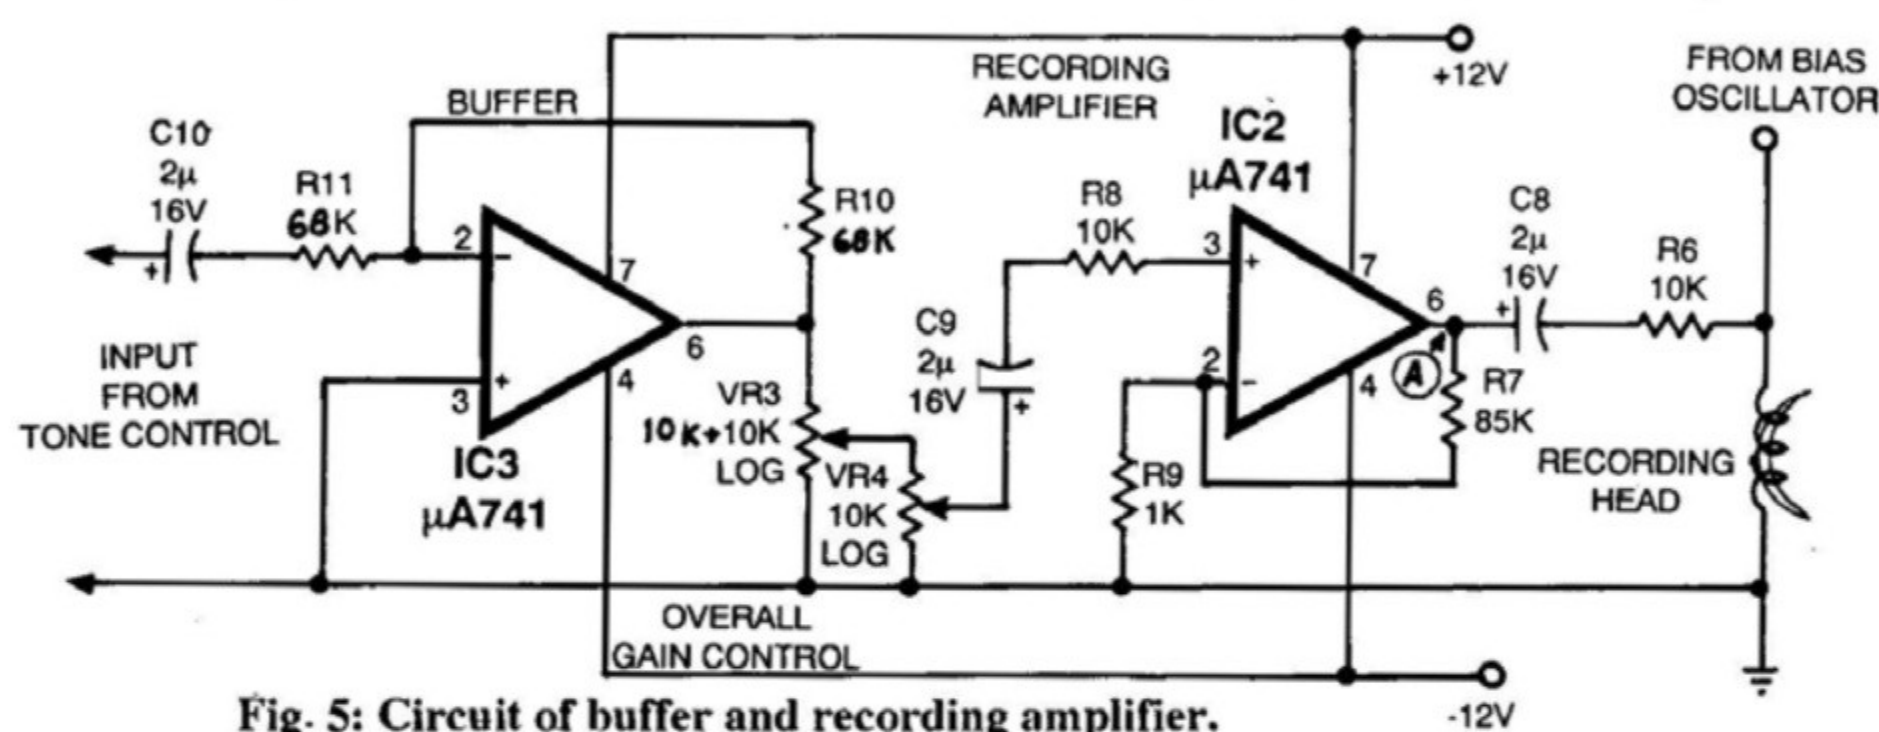 BUFFER
C10
2µ
16V
R11
68K
2
-
3
+
7
6
4
IC3
µA741
INPUT
FROM
TONE CONTROL
R10
68K
VR3
10K+10K
LOG
VR4
10K
LOG
OVERALL
GAIN CONTROL
RECORDING
AMPLIFIER
C9
2µ
16V
+
R8
10K
IC2
µA741
3
+
2
-
7
6
4
A
R9
1K
R7
85K
C8
2µ
16V
+
R6
10K
+12V
-12V
FROM BIAS
OSCILLATOR
RECORDING
HEAD
+
Fig. 5: Circuit of buffer and recording amplifier.